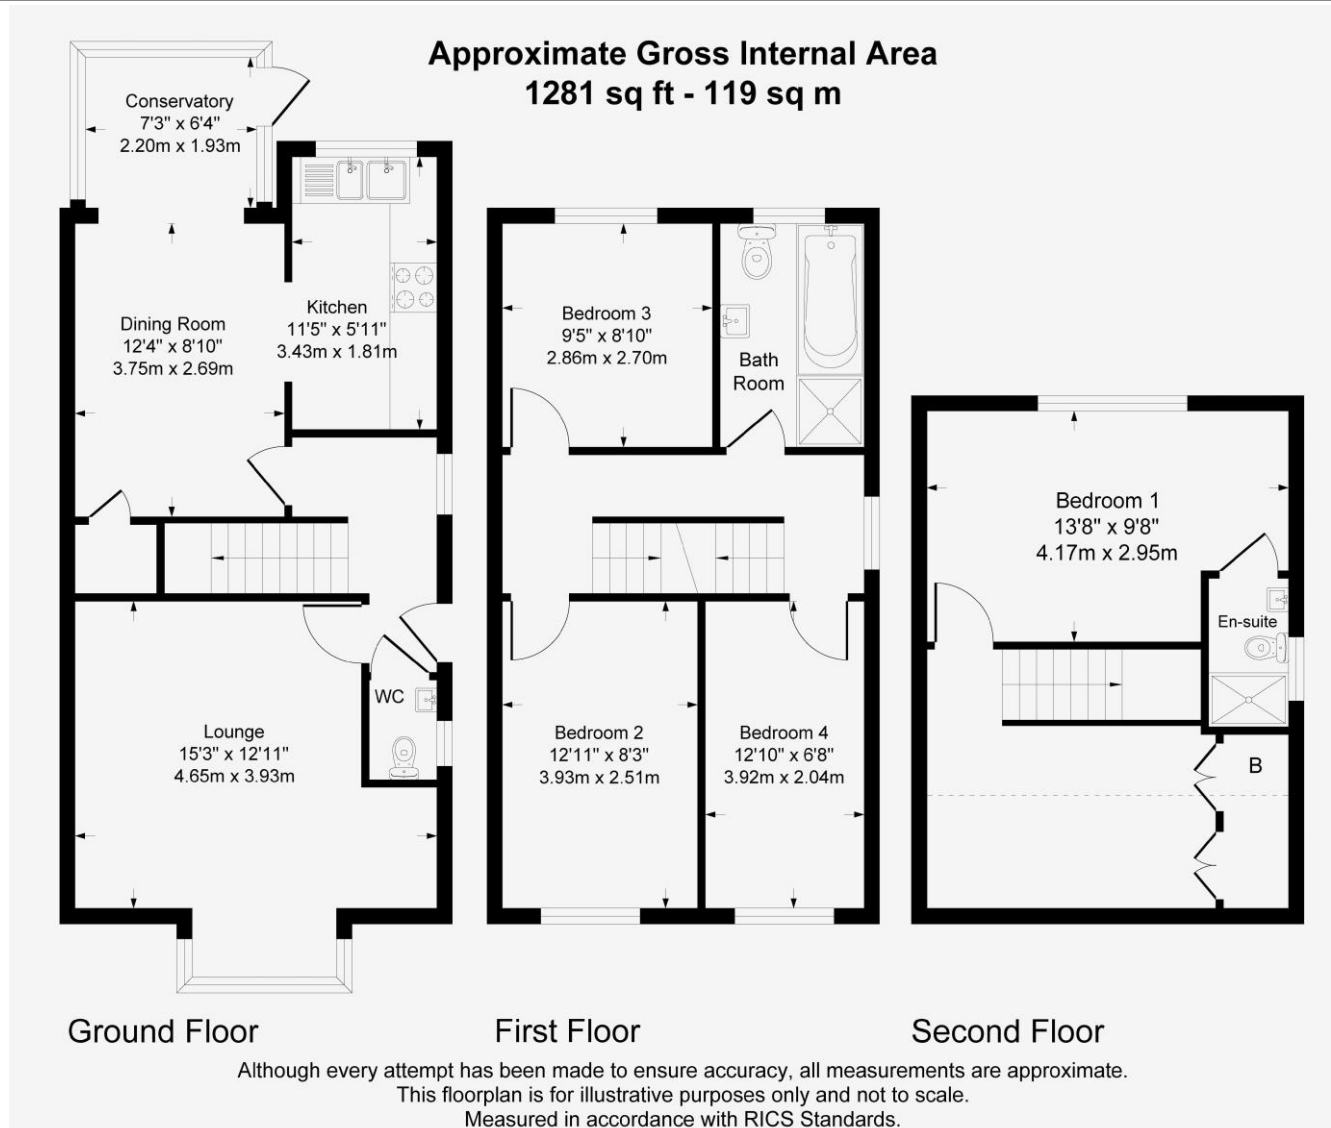 Approximate Gross Internal Area
1281 sq ft - 119 sq m
Conservatory
7'3" x 6'4"
2.20m x 1.93m
Kitchen
11'5" x 5'11"
3.43m x 1.81m
Dining Room
12'4" x 8'10"
3.75m x 2.69m
WC
Lounge
15'3" x 12'11"
4.65m x 3.93m
Bedroom 3
9'5" x 8'10"
2.86m x 2.70m
Bath
Room
Bedroom 2
12'11" x 8'3"
3.93m x 2.51m
Bedroom 4
12'10" x 6'8"
3.92m x 2.04m
Bedroom 1
13'8" x 9'8"
4.17m x 2.95m
En-suite
B
Ground Floor
First Floor
Second Floor
Although every attempt has been made to ensure accuracy, all measurements are approximate.
This floorplan is for illustrative purposes only and not to scale.
Measured in accordance with RICS Standards.